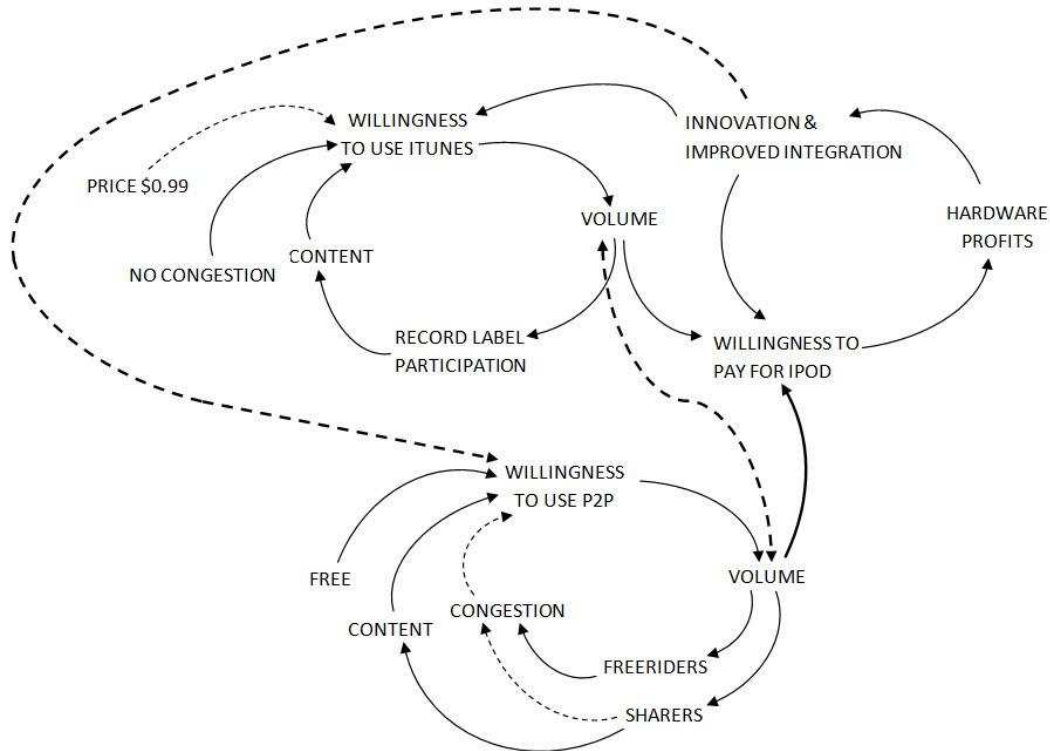 WILLINGNESS
TO USE ITUNES
INNOVATION &
IMPROVED INTEGRATION
PRICE $0.99
HARDWARE
PROFITS
VOLUME
CONTENT
NO CONGESTION
RECORD LABEL
PARTICIPATION
WILLINGNESS TO
PAY FOR IPOD
WILLINGNESS
TO USE P2P
FREE
VOLUME
CONGESTION
CONTENT
FREERIDERS
SHARERS